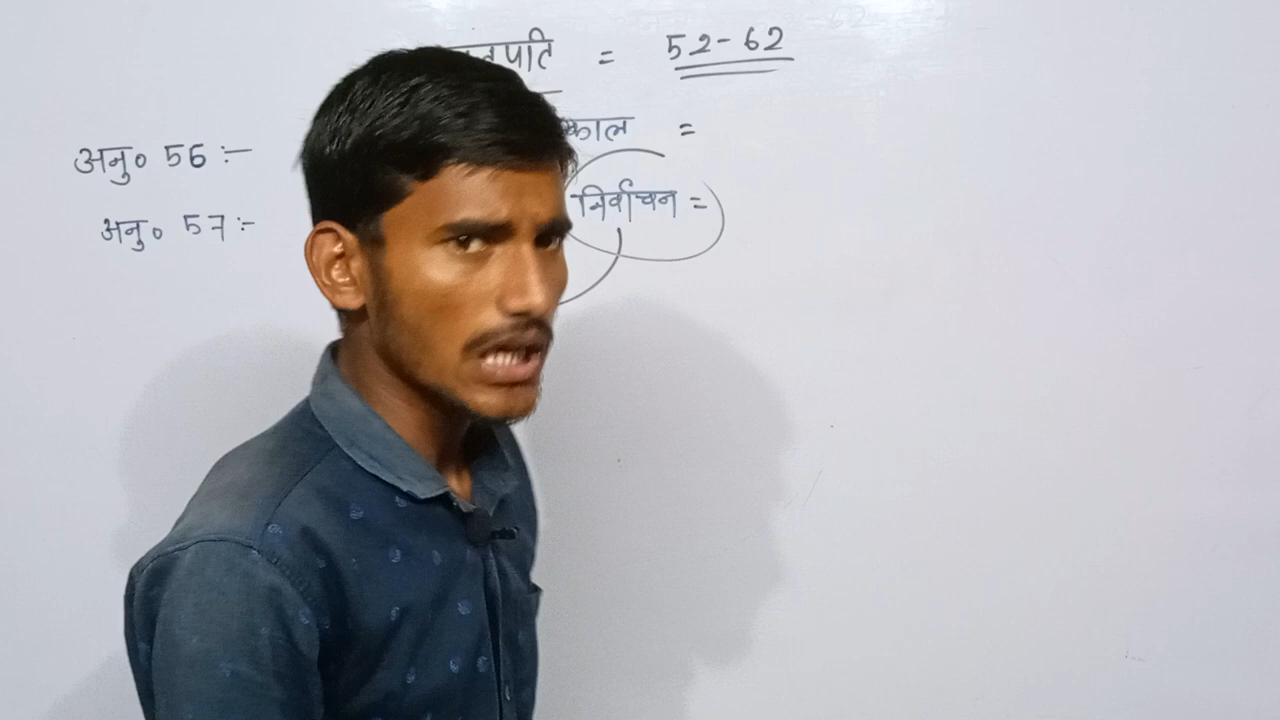 = 52-62
अनु० 56 :- काल =
अनु० 57 :- निर्वाचन =